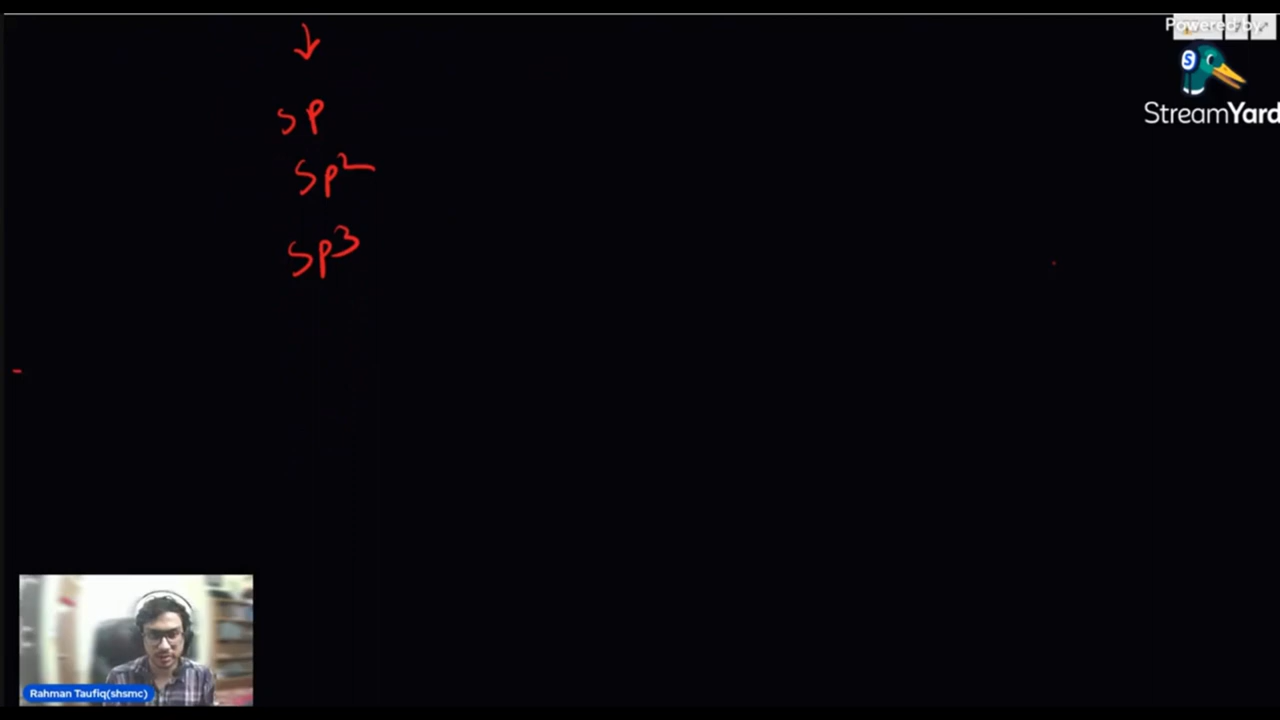 Powered by
StreamYard
sp
sp²
sp³
Rahman Taufiq(shsmc)